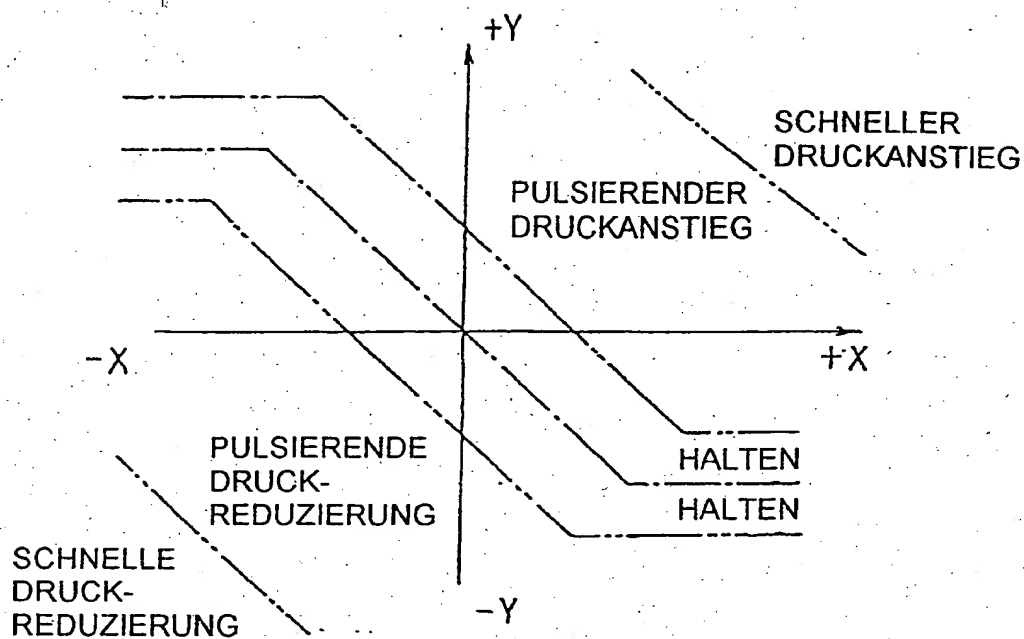 +Y
SCHNELLER
DRUCKANSTIEG
PULSIERENDER
DRUCKANSTIEG
-X
+X
PULSIERENDE
DRUCK-
REDUZIERUNG
HALTEN
HALTEN
SCHNELLE
DRUCK-
REDUZIERUNG
-Y